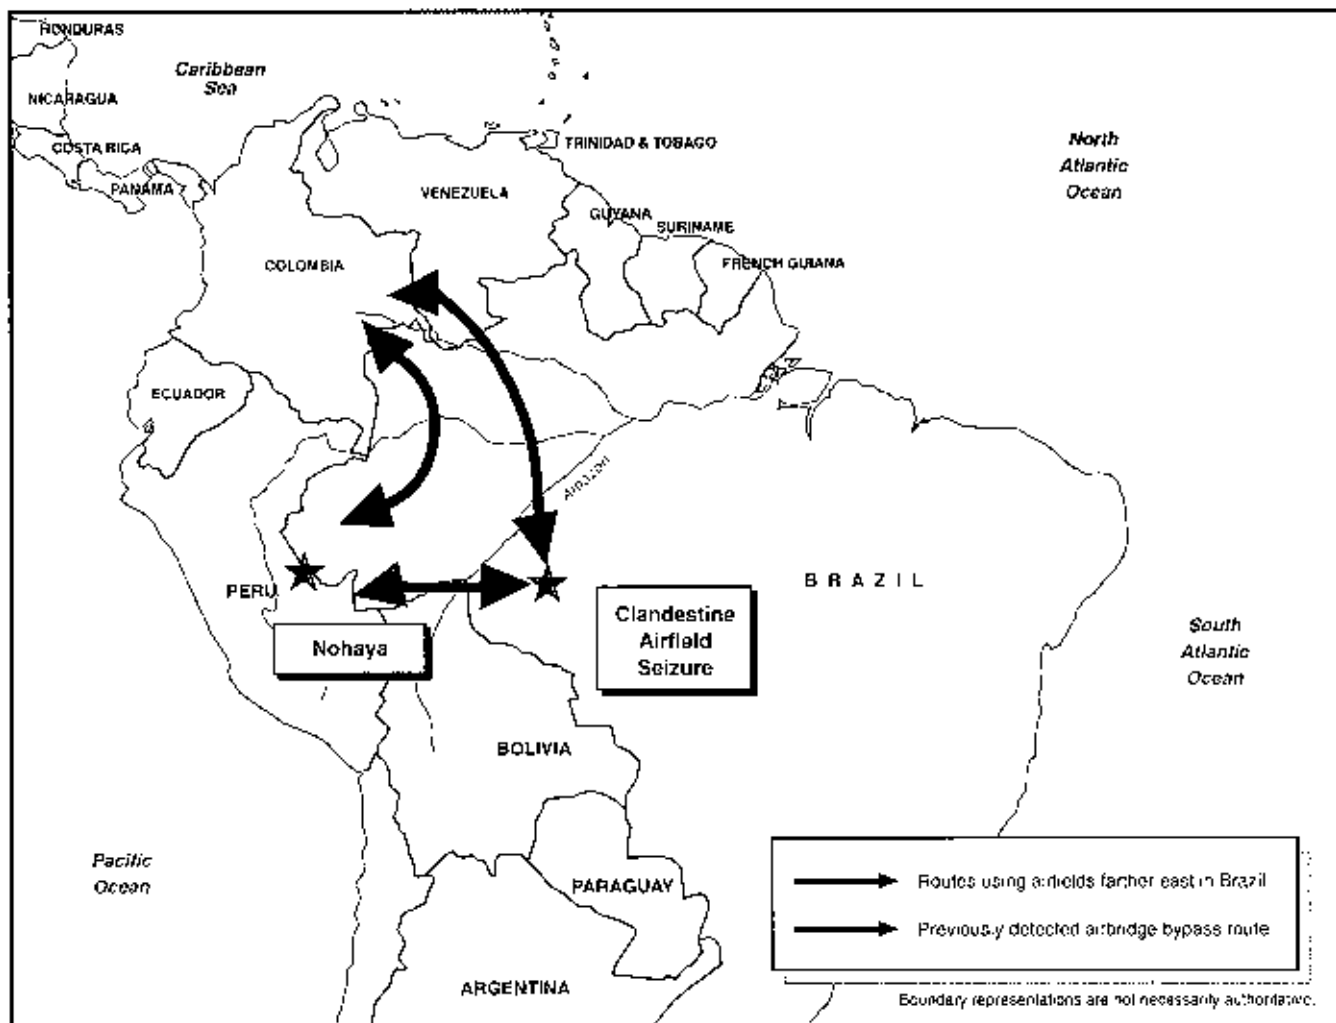 HONDURAS
Caribbean
Sea
NICARAGUA
COSTA RICA
PANAMA
TRINIDAD & TOBAGO
North
Atlantic
Ocean
VENEZUELA
GUYANA
SURINAME
FRENCH GUIANA
COLOMBIA
ECUADOR
Amazon
PERU
BRAZIL
Nohaya
Clandestine
Airfield
Seizure
South
Atlantic
Ocean
BOLIVIA
Pacific
Ocean
PARAGUAY
ARGENTINA
Routes using airfields farther east in Brazil
Previously detected airbridge bypass route
Boundary representations are not necessarily authoritative.